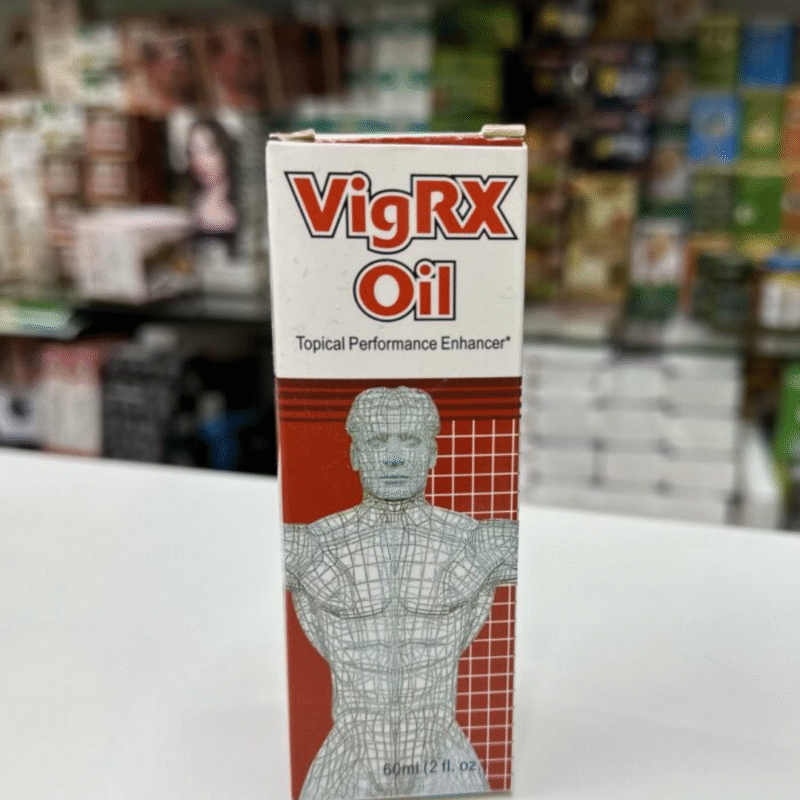 VigRX
Oil
Topical Performance Enhancer*
60ml (2 fl. oz